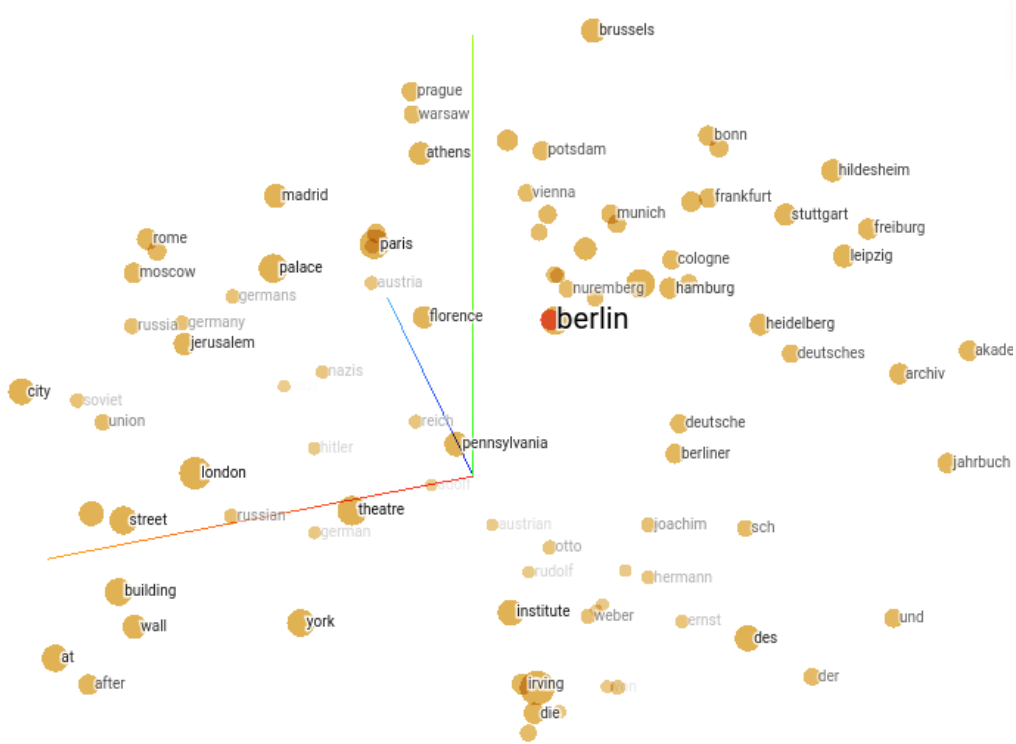 brussels
prague
warsaw
athens
potsdam
bonn
hildesheim
madrid
vienna
munich
frankfurt
stuttgart
freiburg
rome
paris
leipzig
moscow
palace
austria
cologne
germans
nuremberg
hamburg
florence
berlin
russia
germany
heidelberg
jerusalem
deutsches
akade
nazis
archiv
city
soviet
union
reich
deutsche
pennsylvania
hitler
berliner
jahrbuch
london
theatre
street
russian
german
austrian
joachim
sch
otto
rudolf
hermann
building
institute
weber
ernst
und
wall
york
des
at
after
irving
der
die